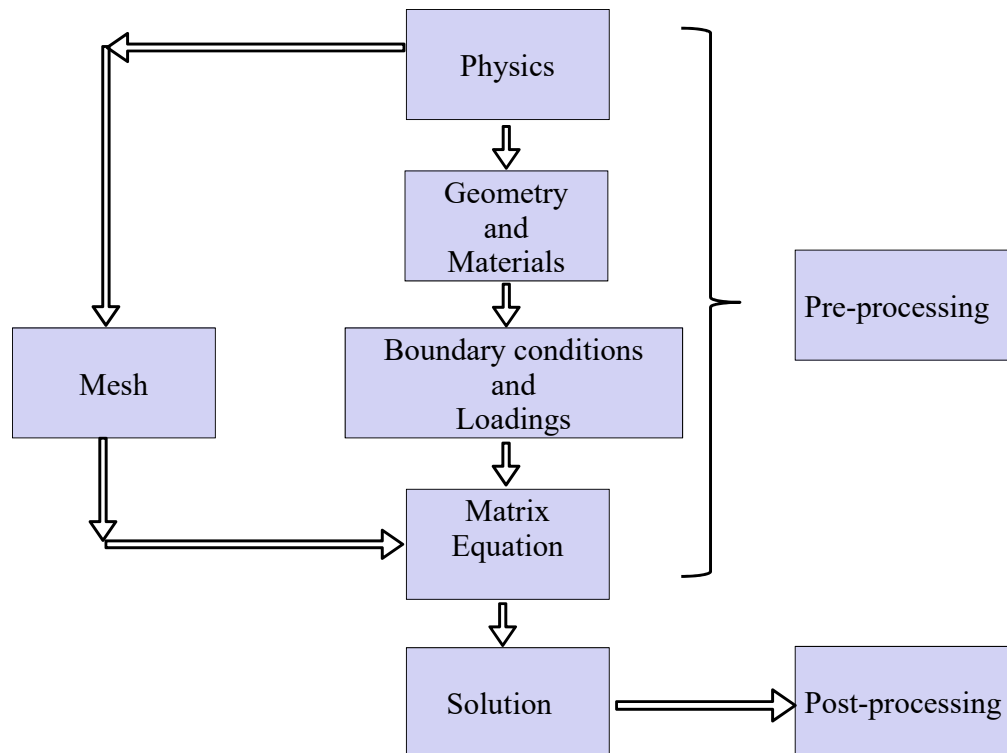 Physics
Geometry
and
Materials
Pre-processing
Mesh
Boundary conditions
and
Loadings
Matrix
Equation
Solution
Post-processing